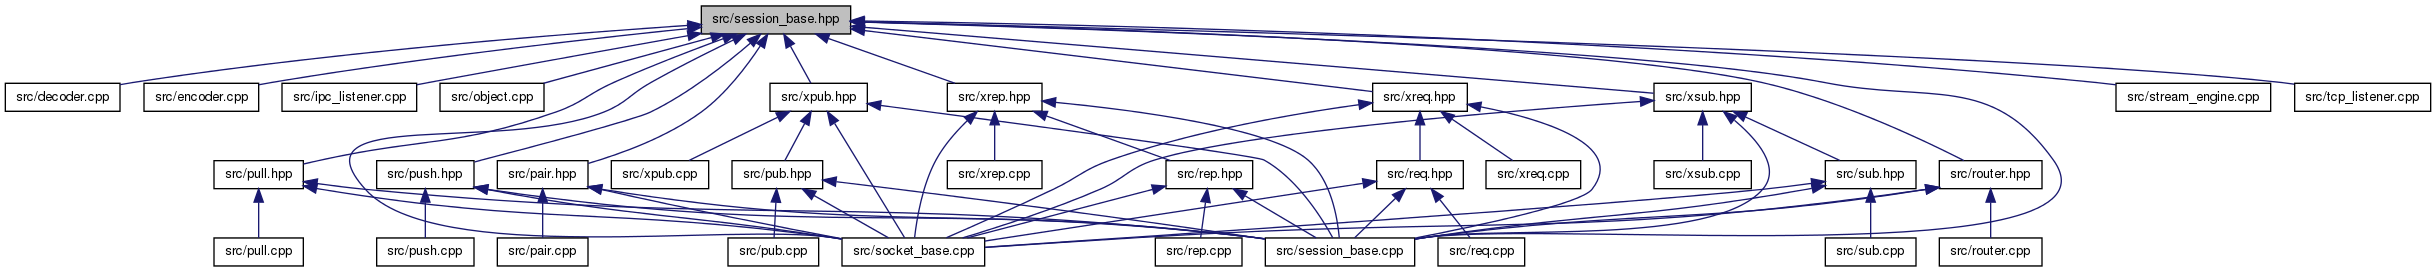 src/session_base.hpp
src/decoder.cpp
src/encoder.cpp
src/ipc_listener.cpp
src/object.cpp
src/xpub.hpp
src/xrep.hpp
src/xreq.hpp
src/xsub.hpp
src/stream_engine.cpp
src/tcp_listener.cpp
src/pull.hpp
src/push.hpp
src/pair.hpp
src/xpub.cpp
src/pub.hpp
src/xrep.cpp
src/rep.hpp
src/req.hpp
src/xreq.cpp
src/xsub.cpp
src/sub.hpp
src/router.hpp
src/pull.cpp
src/push.cpp
src/pair.cpp
src/pub.cpp
src/socket_base.cpp
src/rep.cpp
src/session_base.cpp
src/req.cpp
src/sub.cpp
src/router.cpp